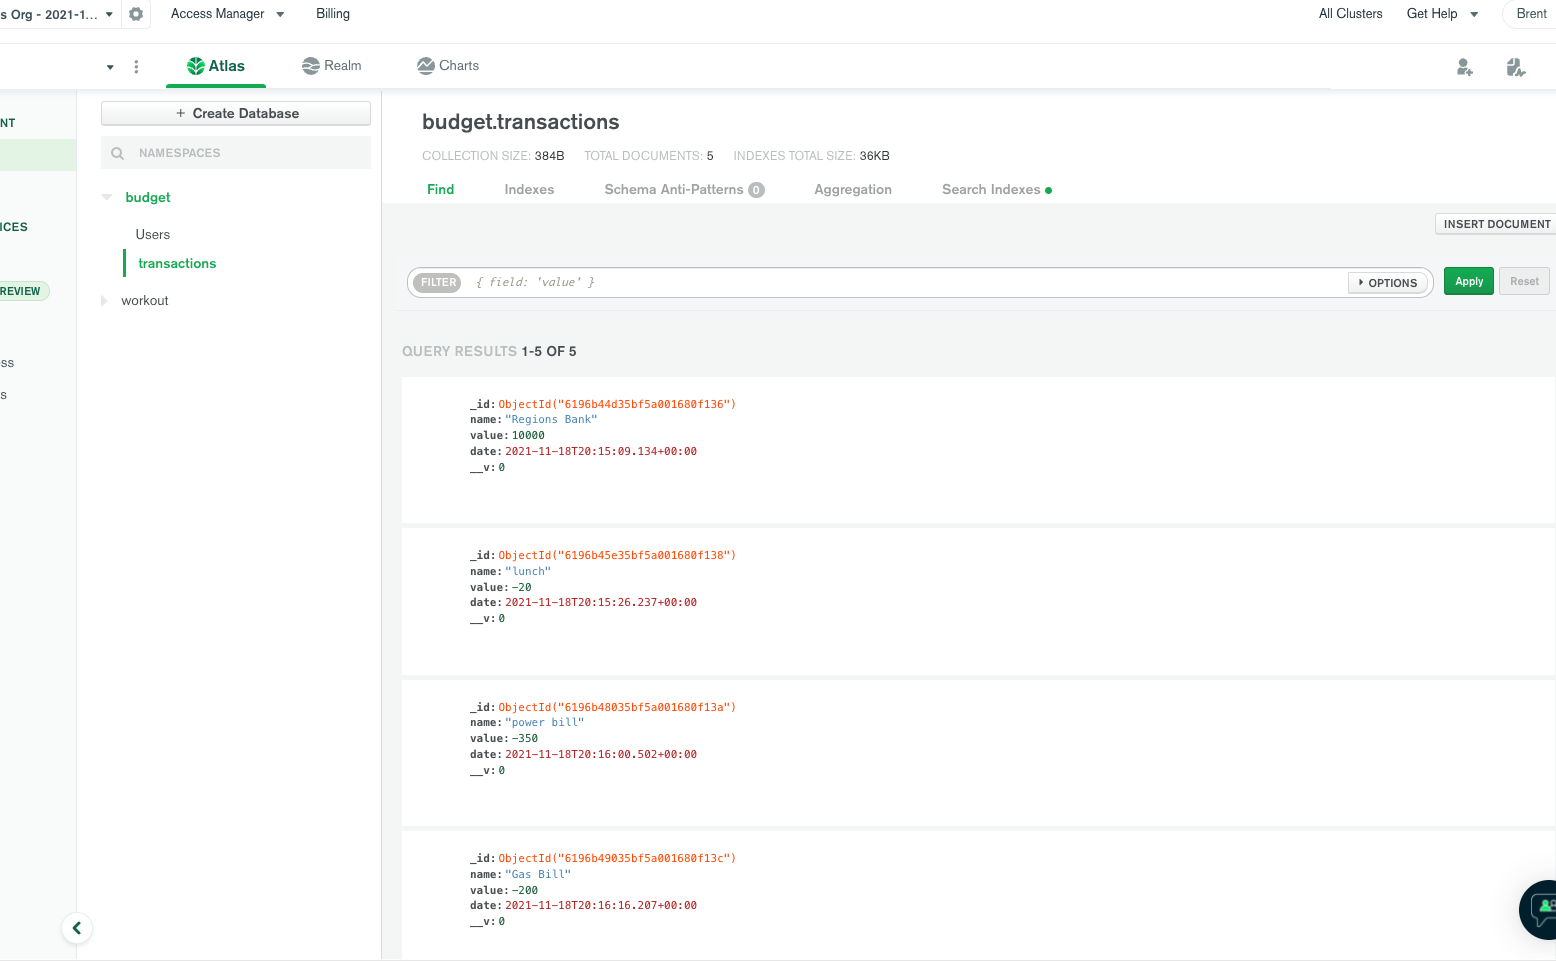 s Org - 2021-1...
Access Manager
Billing
All Clusters
Get Help
Brent
Atlas
Realm
Charts
NT
ICES
REVIEW
ss
s
+ Create Database
NAMESPACES
budget
Users
transactions
workout
budget.transactions
COLLECTION SIZE: 384B TOTAL DOCUMENTS: 5 INDEXES TOTAL SIZE: 36KB
Find Indexes Schema Anti-Patterns 0 Aggregation Search Indexes
INSERT DOCUMENT
FILTER { field: 'value' } OPTIONS Apply Reset
QUERY RESULTS 1-5 OF 5
_id: ObjectId("6196b44d35bf5a001680f136")
name: "Regions Bank"
value: 10000
date: 2021-11-18T20:15:09.134+00:00
__v: 0
_id: ObjectId("6196b45e35bf5a001680f138")
name: "lunch"
value: -20
date: 2021-11-18T20:15:26.237+00:00
__v: 0
_id: ObjectId("6196b48035bf5a001680f13a")
name: "power bill"
value: -350
date: 2021-11-18T20:16:00.502+00:00
__v: 0
_id: ObjectId("6196b49035bf5a001680f13c")
name: "Gas Bill"
value: -200
date: 2021-11-18T20:16:16.207+00:00
__v: 0